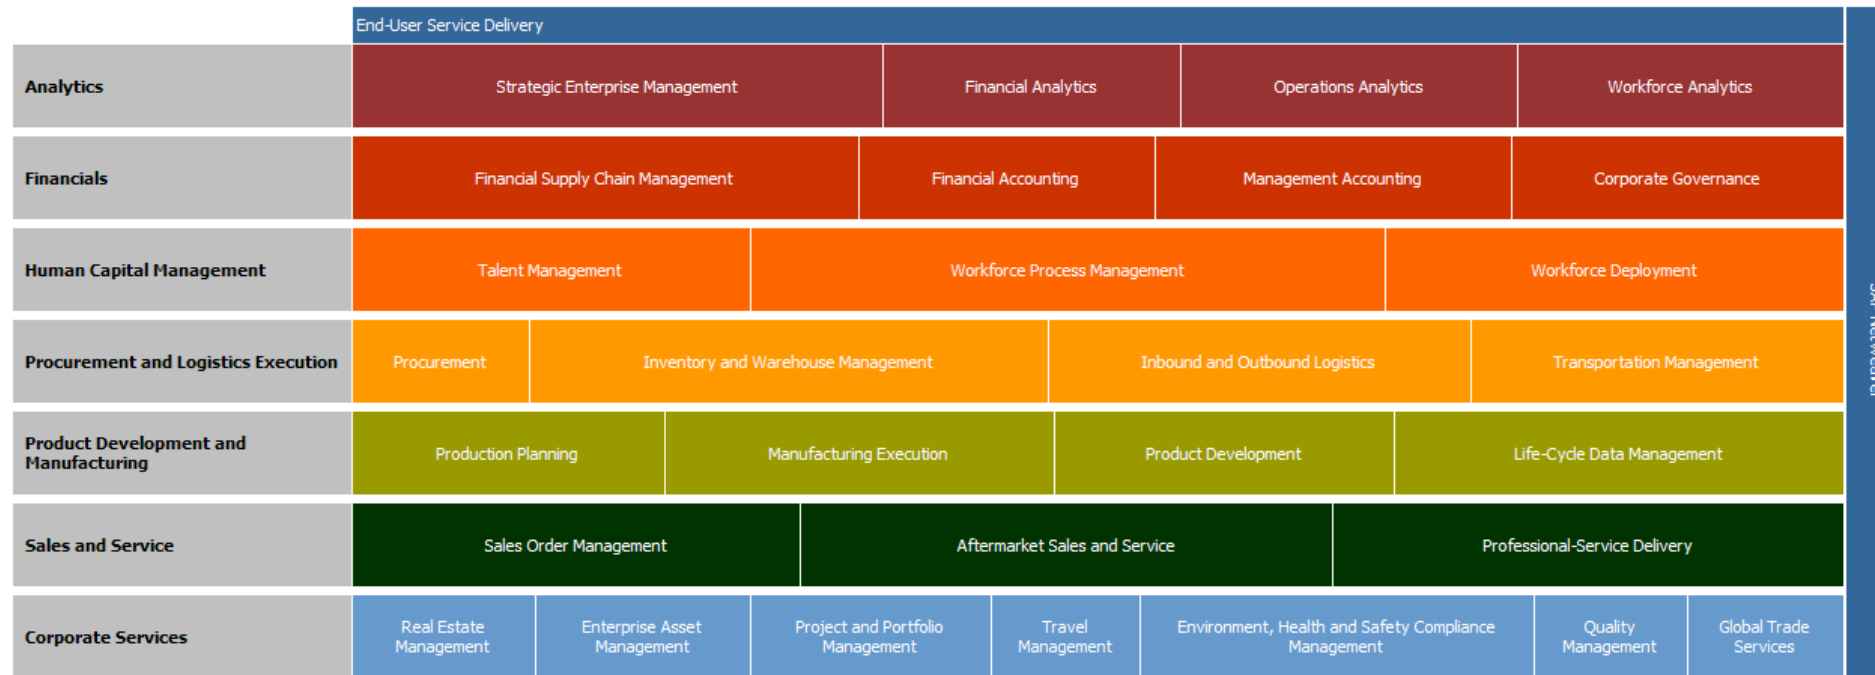 End-User Service Delivery
Analytics
Strategic Enterprise Management
Financial Analytics
Operations Analytics
Workforce Analytics
Financials
Financial Supply Chain Management
Financial Accounting
Management Accounting
Corporate Governance
Human Capital Management
Talent Management
Workforce Process Management
Workforce Deployment
Procurement and Logistics Execution
Procurement
Inventory and Warehouse Management
Inbound and Outbound Logistics
Transportation Management
Product Development and
Manufacturing
Production Planning
Manufacturing Execution
Product Development
Life-Cycle Data Management
Sales and Service
Sales Order Management
Aftermarket Sales and Service
Professional-Service Delivery
Corporate Services
Real Estate
Management
Enterprise Asset
Management
Project and Portfolio
Management
Travel
Management
Environment, Health and Safety Compliance
Management
Quality
Management
Global Trade
Services